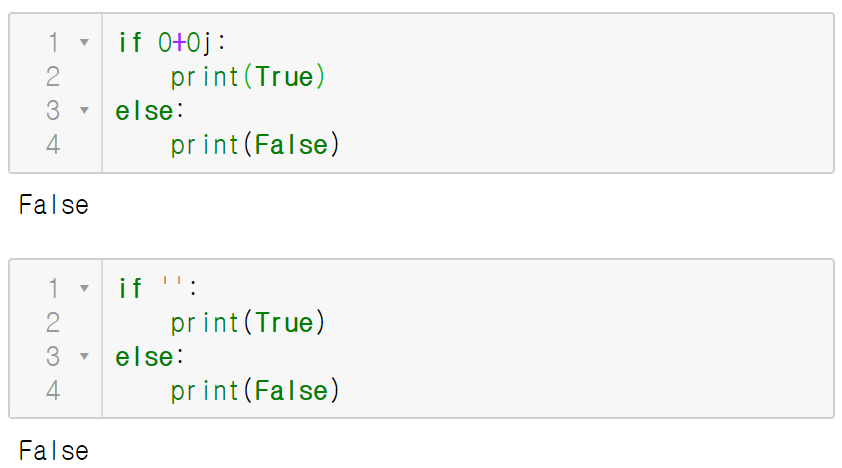 1 ▾ if 0+0j:
2 print(True)
3 ▾ else:
4 print(False)
False
1 ▾ if '':
2 print(True)
3 ▾ else:
4 print(False)
False